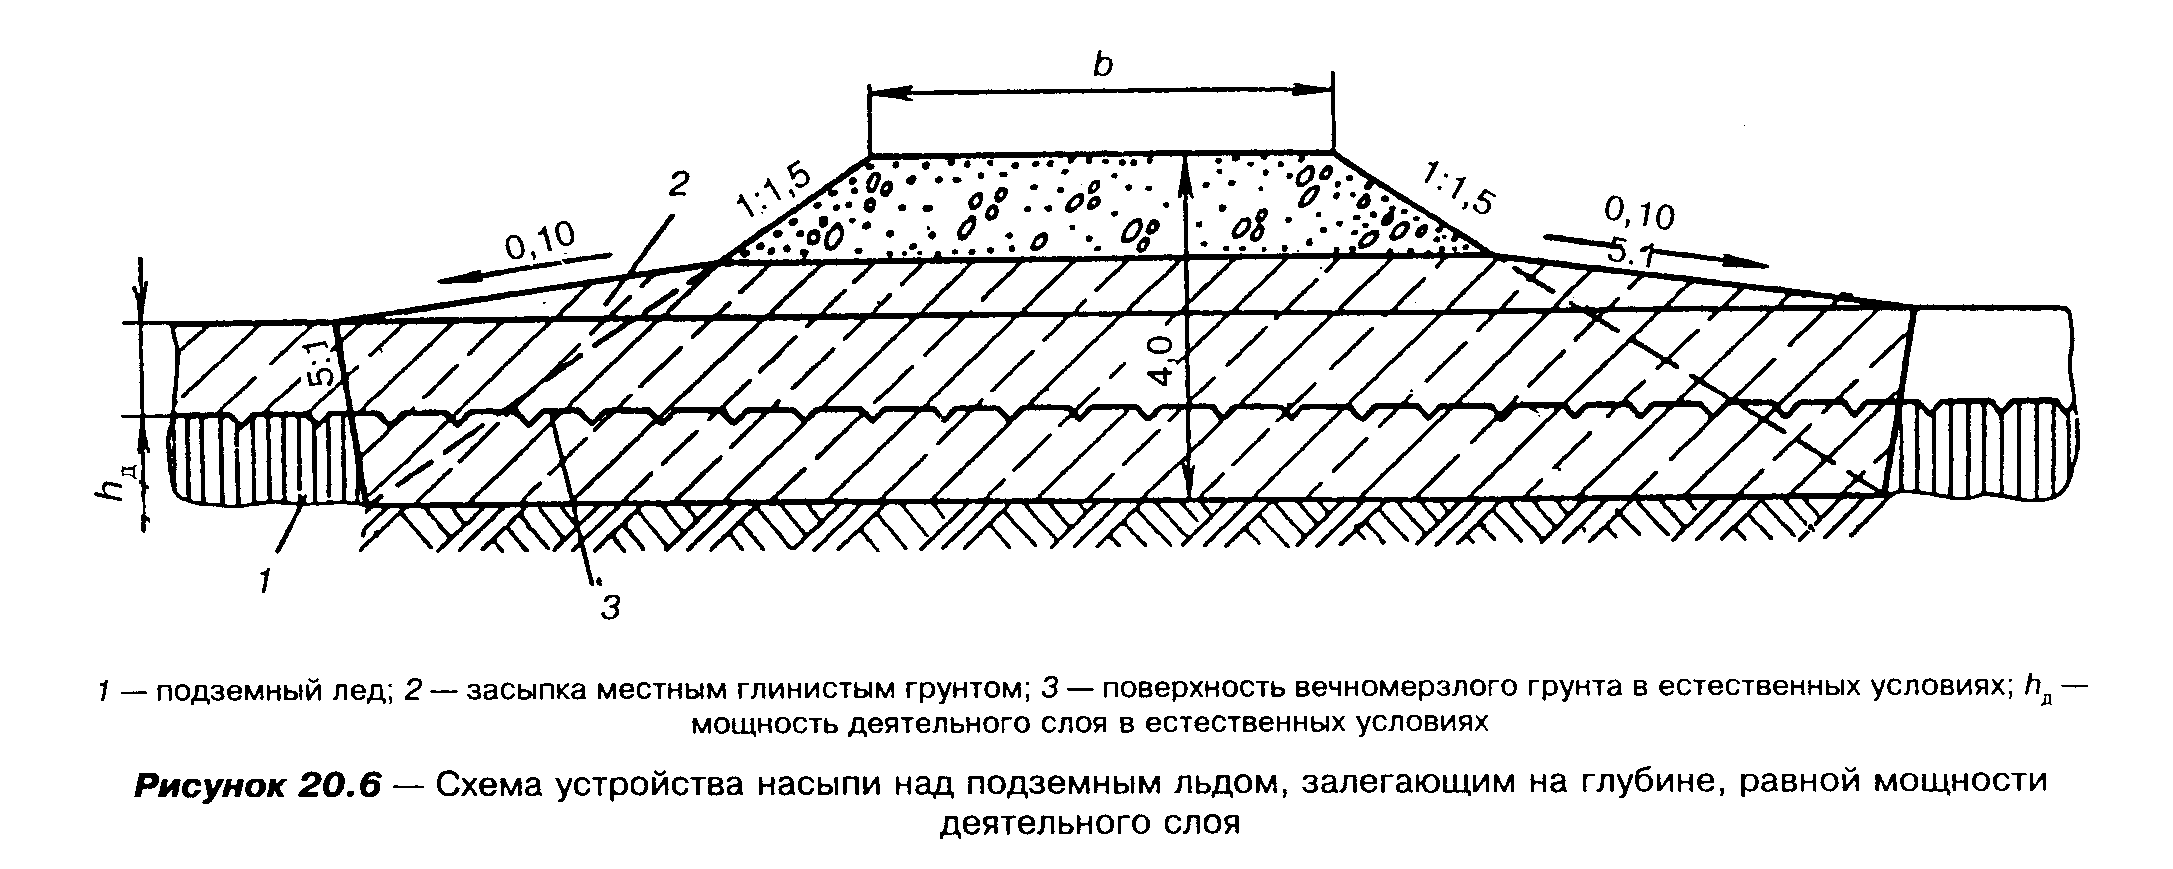 b
2
1:1,5
1:1,5
0,10
0,10
5.1
5:1
4,0
hд
1
3
1 — подземный лед; 2 — засыпка местным глинистым грунтом; 3 — поверхность вечномерзлого грунта в естественных условиях; hд —
мощность деятельного слоя в естественных условиях
Рисунок 20.6 — Схема устройства насыпи над подземным льдом, залегающим на глубине, равной мощности
деятельного слоя